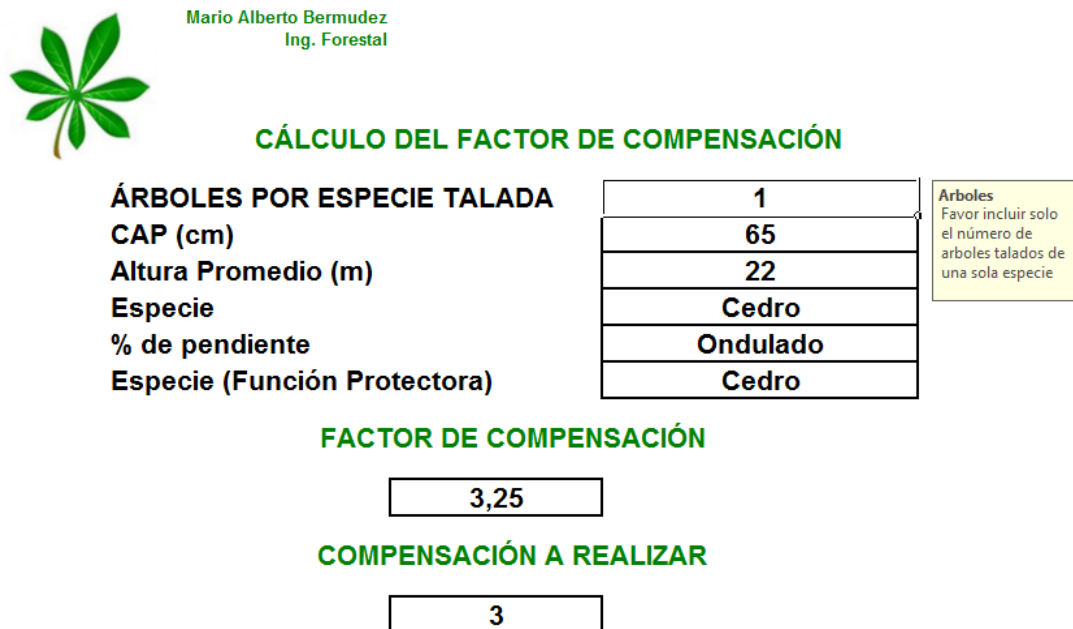 Mario Alberto Bermudez
Ing. Forestal
CÁLCULO DEL FACTOR DE COMPENSACIÓN
ÁRBOLES POR ESPECIE TALADA 1
CAP (cm) 65
Altura Promedio (m) 22
Especie Cedro
% de pendiente Ondulado
Especie (Función Protectora) Cedro
Arboles
Favor incluir solo
el número de
arboles talados de
una sola especie
FACTOR DE COMPENSACIÓN
3,25
COMPENSACIÓN A REALIZAR
3